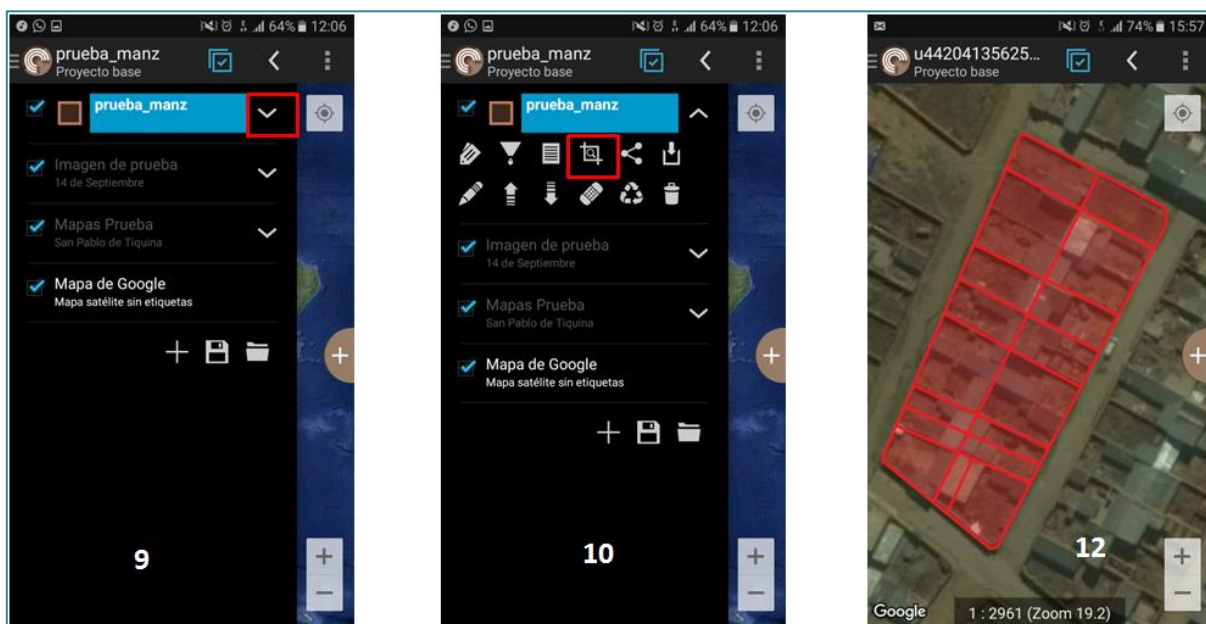 64% 12:06
prueba_manz
Proyecto base
prueba_manz
Imagen de prueba
14 de Septiembre
Mapas Prueba
San Pablo de Tiquina
Mapa de Google
Mapa satélite sin etiquetas
9
64% 12:06
prueba_manz
Proyecto base
prueba_manz
Imagen de prueba
14 de Septiembre
Mapas Prueba
San Pablo de Tiquina
Mapa de Google
Mapa satélite sin etiquetas
10
74% 15:57
u44204135625...
Proyecto base
12
Google
1 : 2961 (Zoom 19.2)